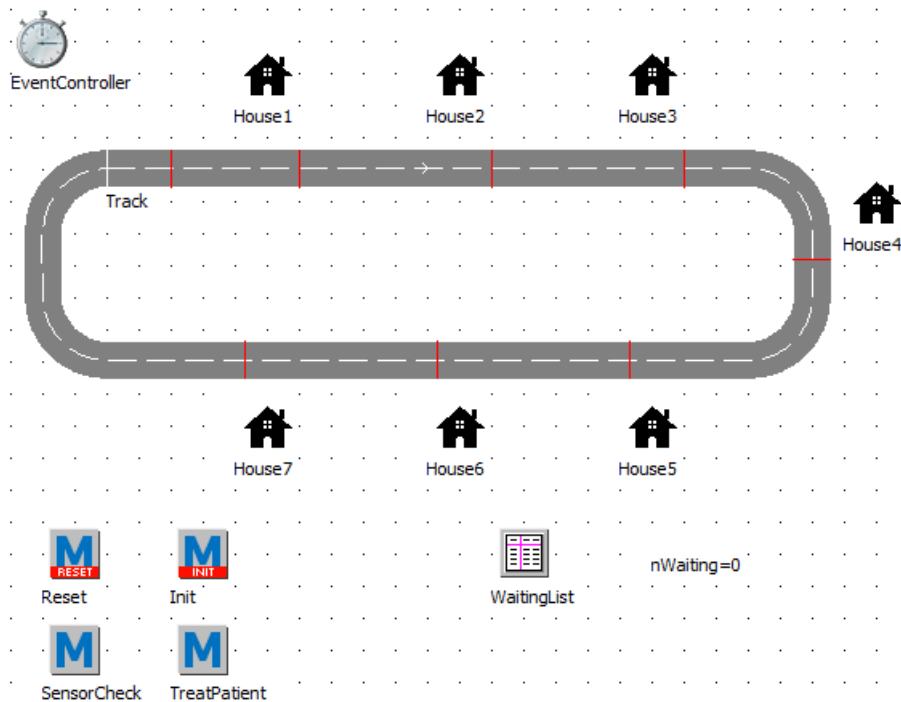 EventController
House1
House2
House3
Track
House4
House7
House6
House5
M
RESET
M
INIT
nWaiting=0
Reset
Init
WaitingList
M
M
SensorCheck
TreatPatient